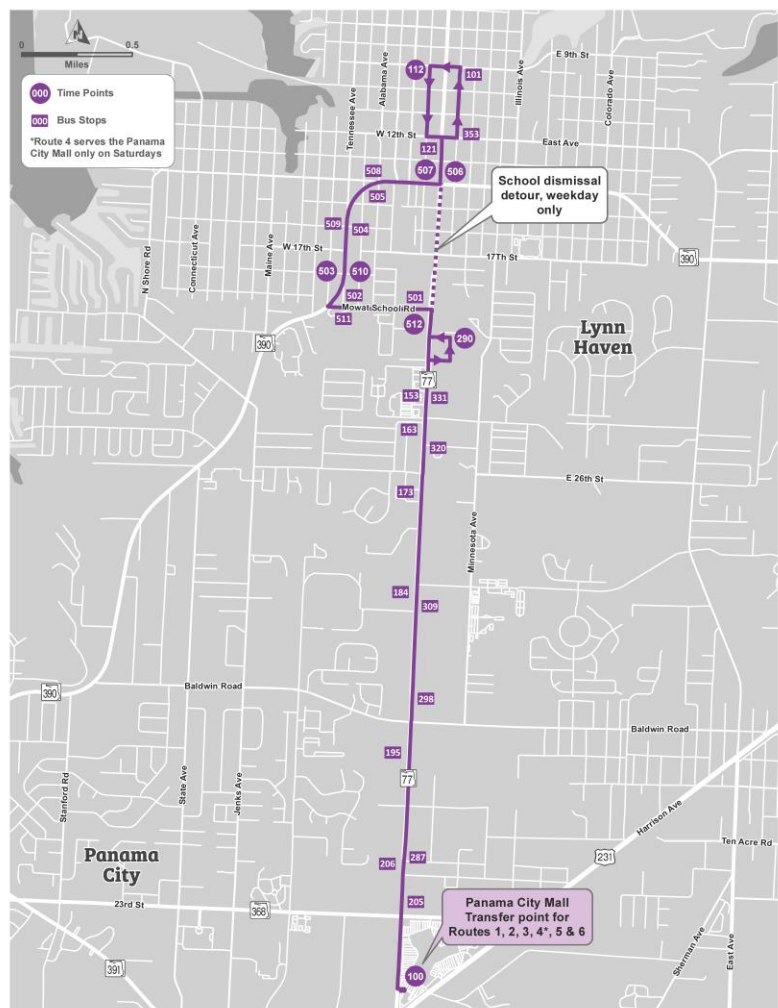 N
0
0.5
Miles
000 Time Points
000 Bus Stops
*Route 4 serves the Panama
City Mall only on Saturdays
E 9th St
112
101
Alabama Ave
Illinois Ave
Colorado Ave
Tennessee Ave
W 12th St
353
East Ave
121
508
507
506
School dismissal
detour, weekday
only
505
509
504
N Shore Rd
Connecticut Ave
Maine Ave
W 17th St
17Th St
390
503
510
502
501
Mowat School Rd
511
512
290
Lynn
Haven
390
77
153
331
163
320
173
E 26th St
Minnesota Ave
184
309
390
Baldwin Road
298
Baldwin Road
195
77
Stanford Rd
State Ave
Jenks Ave
Harrison Ave
Ten Acre Rd
231
Panama
City
206
287
23rd St
368
205
Panama City Mall
Transfer point for
Routes 1, 2, 3, 4*, 5 & 6
100
391
Sherman Ave
East Ave